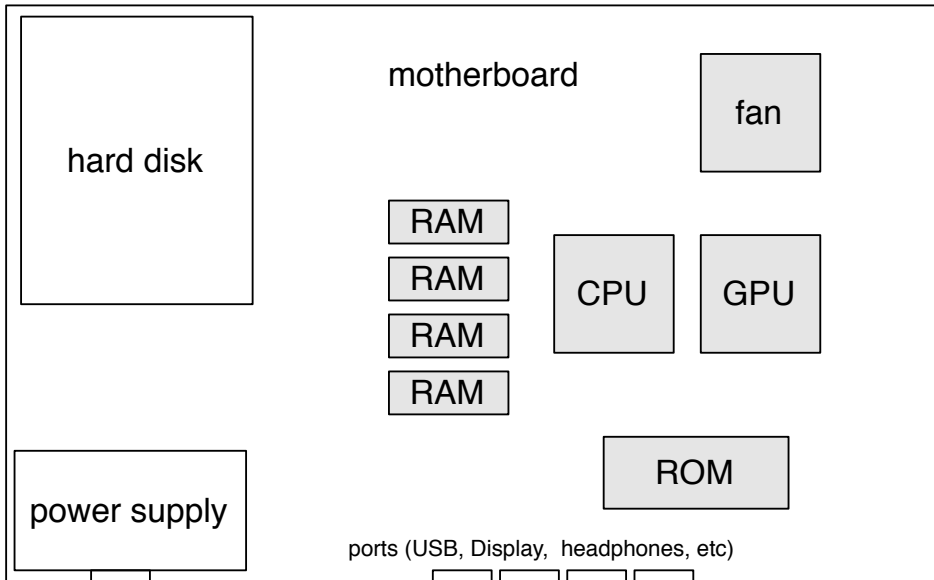 motherboard
fan
hard disk
RAM
RAM
CPU
GPU
RAM
RAM
ROM
power supply
ports (USB, Display, headphones, etc)